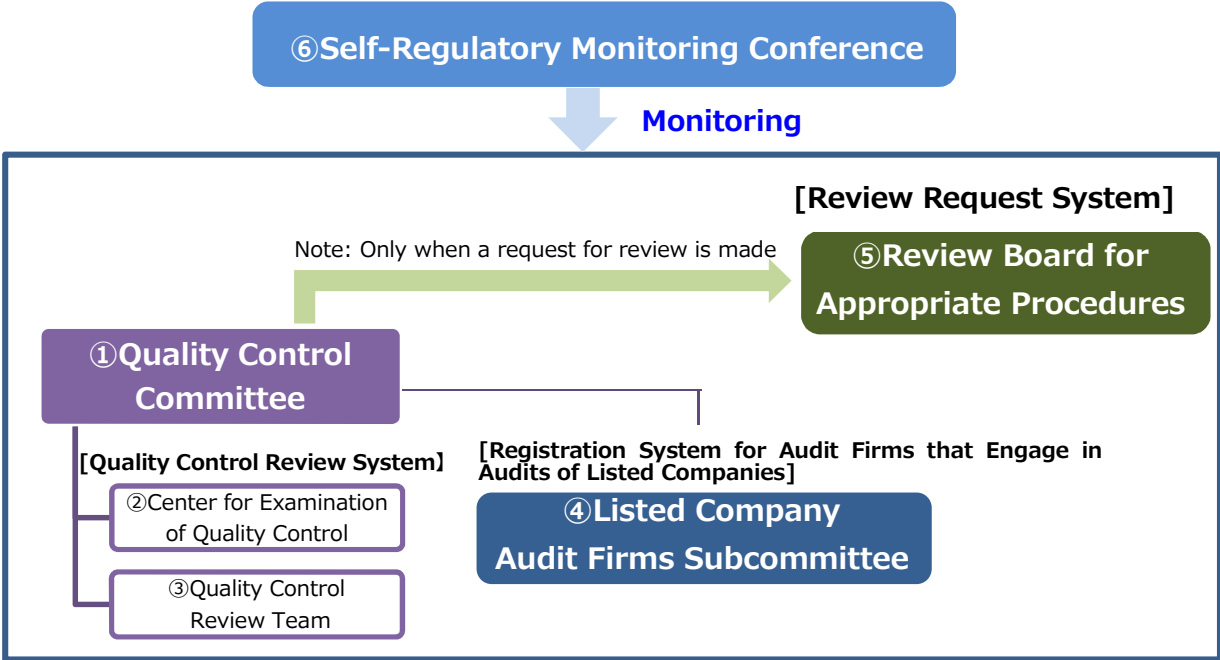 ⑥Self-Regulatory Monitoring Conference
Monitoring
[Review Request System]
Note: Only when a request for review is made
⑤Review Board for
Appropriate Procedures
①Quality Control
Committee
[Quality Control Review System】
②Center for Examination
of Quality Control
③Quality Control
Review Team
[Registration System for Audit Firms that Engage in
Audits of Listed Companies]
④Listed Company
Audit Firms Subcommittee